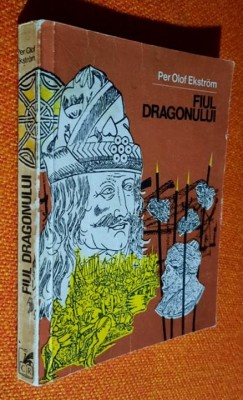 Per Olof
Ekström
FIUL DRAGONULUI
Per Olof Ekström
FIUL
DRAGONULUI